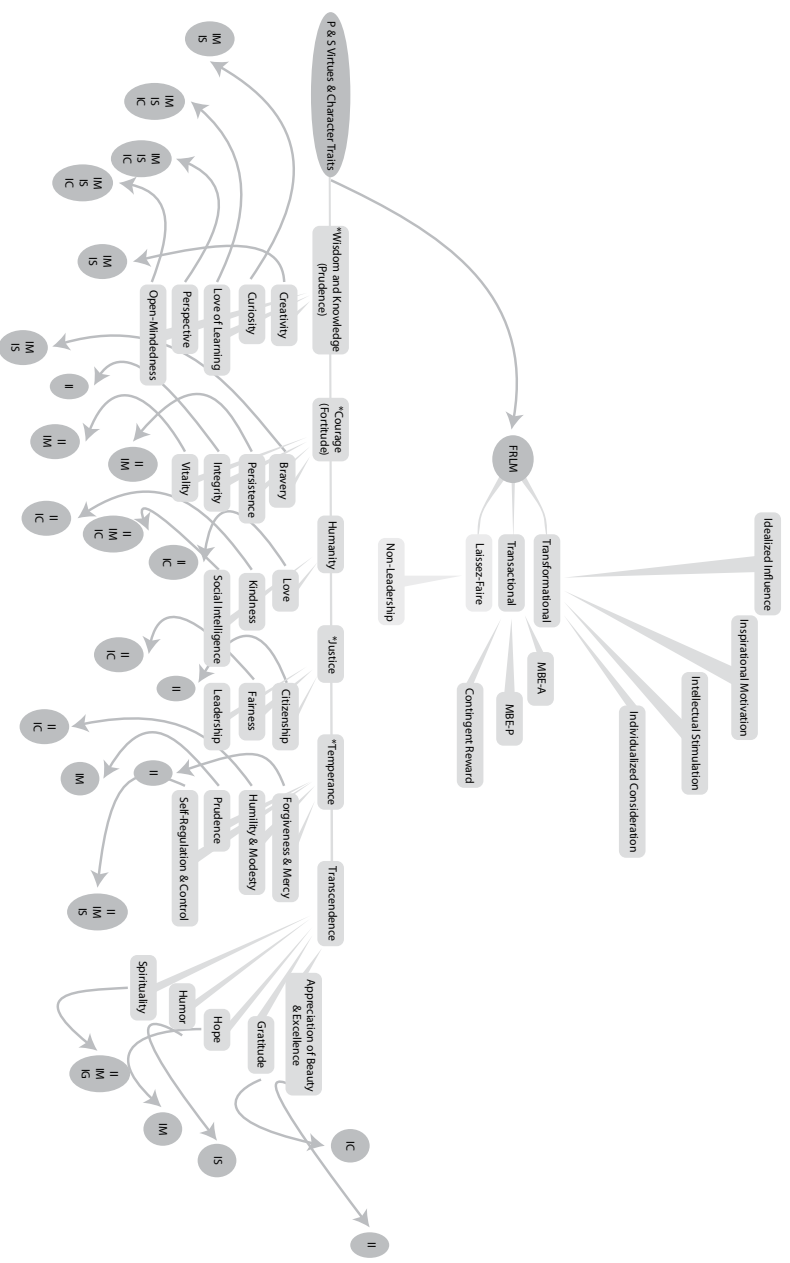 Idealized Influence
Inspirational Motivation
Intellectual Stimulation
Individualized Consideration
FRLM
Transformational
Transactional
Laissez-Faire
MBE-A
MBE-P
Contingent Reward
Non-Leadership
P & S Virtues & Character Traits
*Wisdom and Knowledge
(Prudence)
*Courage
(Fortitude)
Humanity
*Justice
*Temperance
Transcendence
Creativity
Curiosity
Love of Learning
Perspective
Open-Mindedness
Bravery
Persistence
Integrity
Vitality
Love
Kindness
Social Intelligence
Citizenship
Fairness
Leadership
Forgiveness & Mercy
Humility & Modesty
Prudence
Self-Regulation & Control
Appreciation of Beauty
& Excellence
Gratitude
Hope
Humor
Spirituality
IM
IS
IM
IS
IC
IM
IS
IC
IM
IS
IC
IM
IS
IM
IS
II
II
IM
II
IM
II
IC
II
IM
IC
II
IC
II
IC
II
II
IC
IM
II
II
IM
IS
II
IM
IG
IM
IS
IC
II